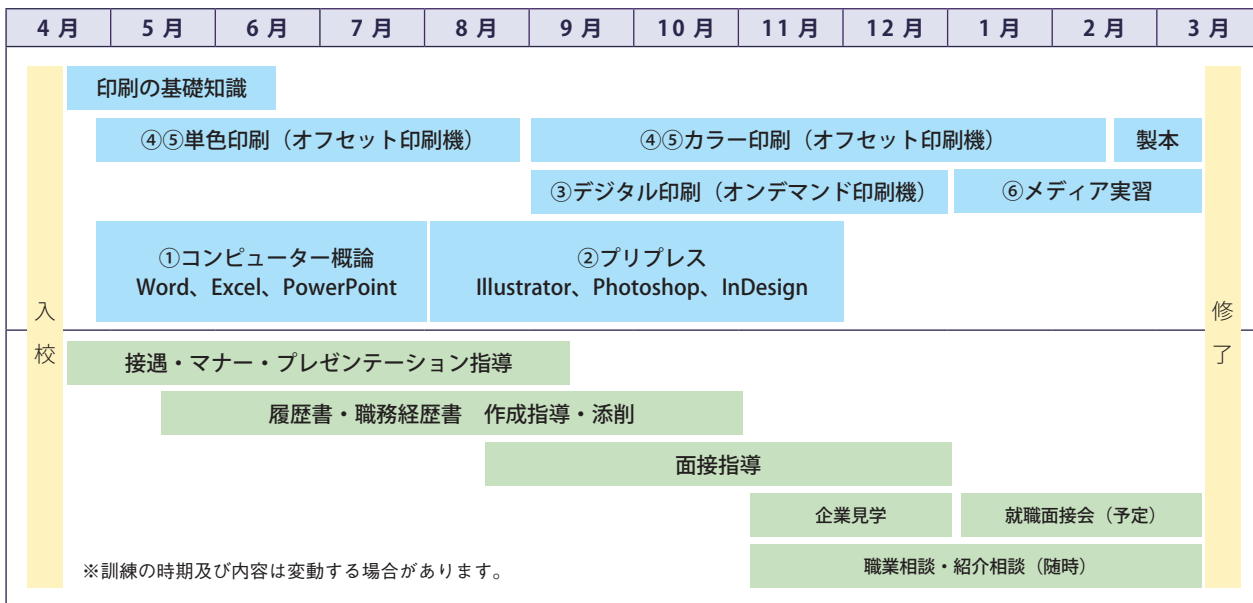 4 月 5 月 6 月 7 月 8 月 9 月 10 月 11 月 12 月 1 月 2 月 3 月
入校
印刷の基礎知識
④⑤単色印刷（オフセット印刷機）
④⑤カラー印刷（オフセット印刷機）
製本
③デジタル印刷（オンデマンド印刷機）
⑥メディア実習
①コンピューター概論
Word、Excel、PowerPoint
②プリプレス
Illustrator、Photoshop、InDesign
接遇・マナー・プレゼンテーション指導
履歴書・職務経歴書　作成指導・添削
面接指導
企業見学
就職面接会（予定）
職業相談・紹介相談（随時）
修了
※訓練の時期及び内容は変動する場合があります。